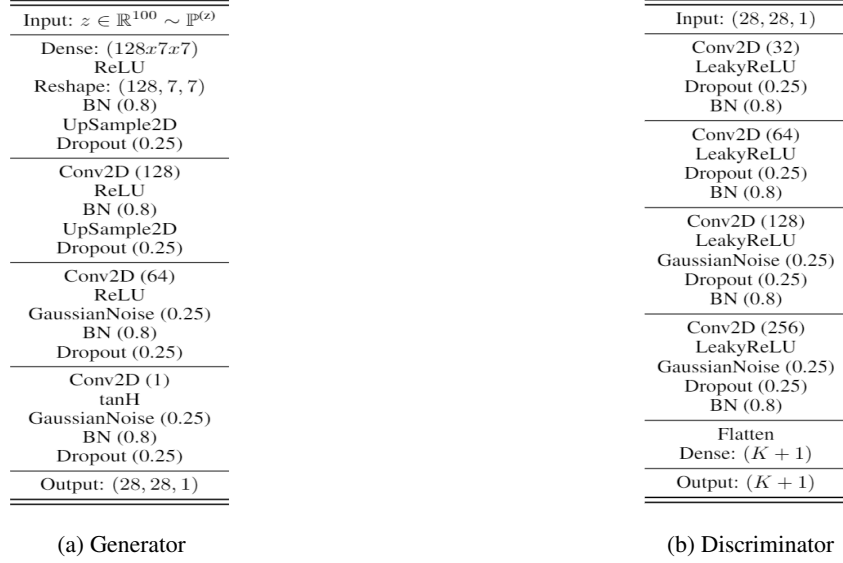 Input: z ∈ ℝ^100 ∼ ℙ^(z)
Dense: (128x7x7)
ReLU
Reshape: (128, 7, 7)
BN (0.8)
UpSample2D
Dropout (0.25)
Conv2D (128)
ReLU
BN (0.8)
UpSample2D
Dropout (0.25)
Conv2D (64)
ReLU
GaussianNoise (0.25)
BN (0.8)
Dropout (0.25)
Conv2D (1)
tanH
GaussianNoise (0.25)
BN (0.8)
Dropout (0.25)
Output: (28, 28, 1)
(a) Generator
Input: (28, 28, 1)
Conv2D (32)
LeakyReLU
Dropout (0.25)
BN (0.8)
Conv2D (64)
LeakyReLU
Dropout (0.25)
BN (0.8)
Conv2D (128)
LeakyReLU
GaussianNoise (0.25)
Dropout (0.25)
BN (0.8)
Conv2D (256)
LeakyReLU
GaussianNoise (0.25)
Dropout (0.25)
BN (0.8)
Flatten
Dense: (K + 1)
Output: (K + 1)
(b) Discriminator